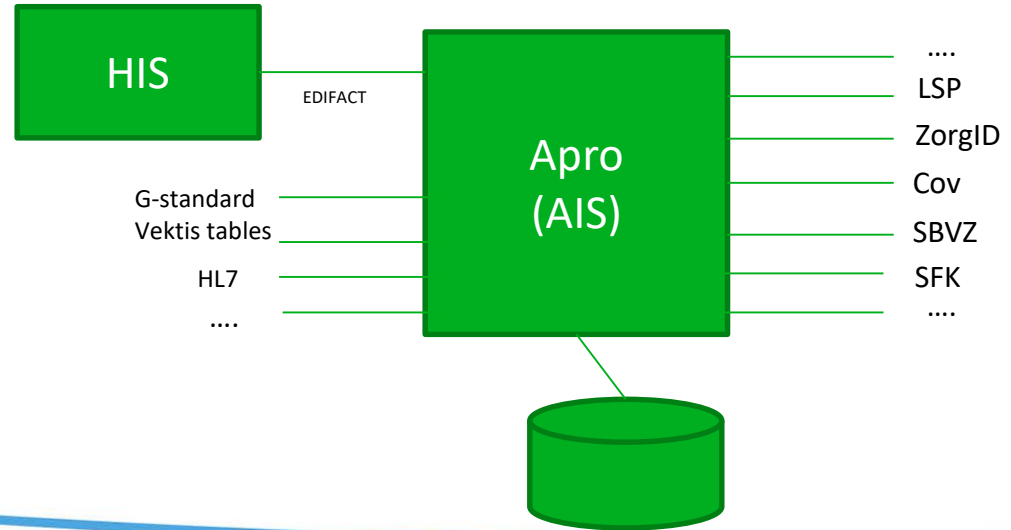 HIS
EDIFACT
Apro
(AIS)
G-standard
Vektis tables
HL7
....
....
LSP
ZorgID
Cov
SBVZ
SFK
....